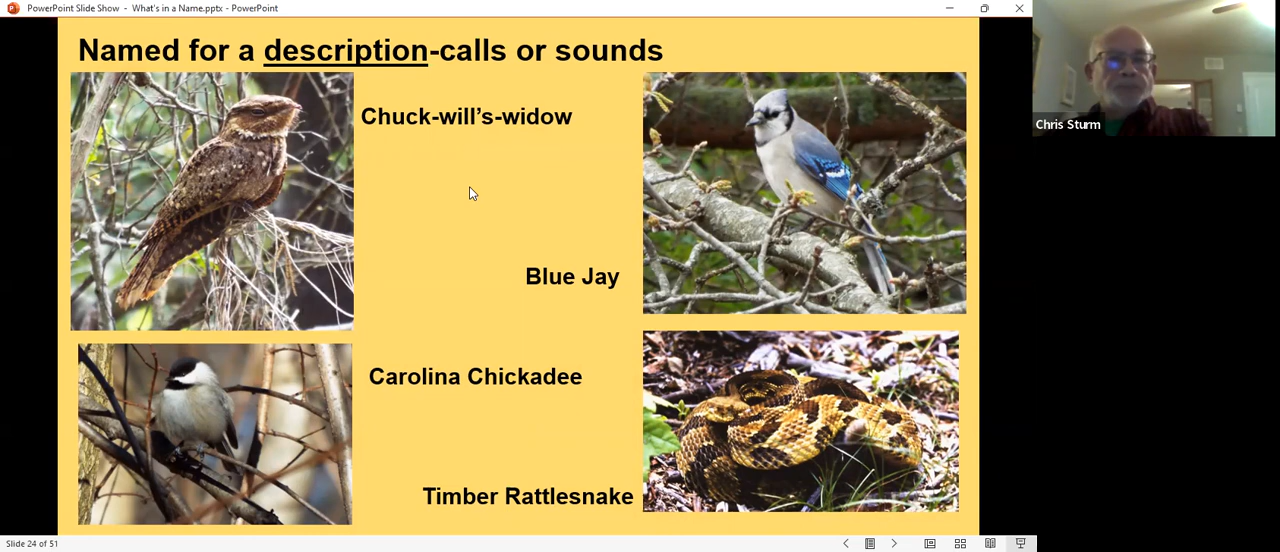 PowerPoint Slide Show - What's in a Name.pptx - PowerPoint
Named for a description-calls or sounds
Chuck-will’s-widow
Blue Jay
Carolina Chickadee
Timber Rattlesnake
Chris Sturm
Slide 24 of 51